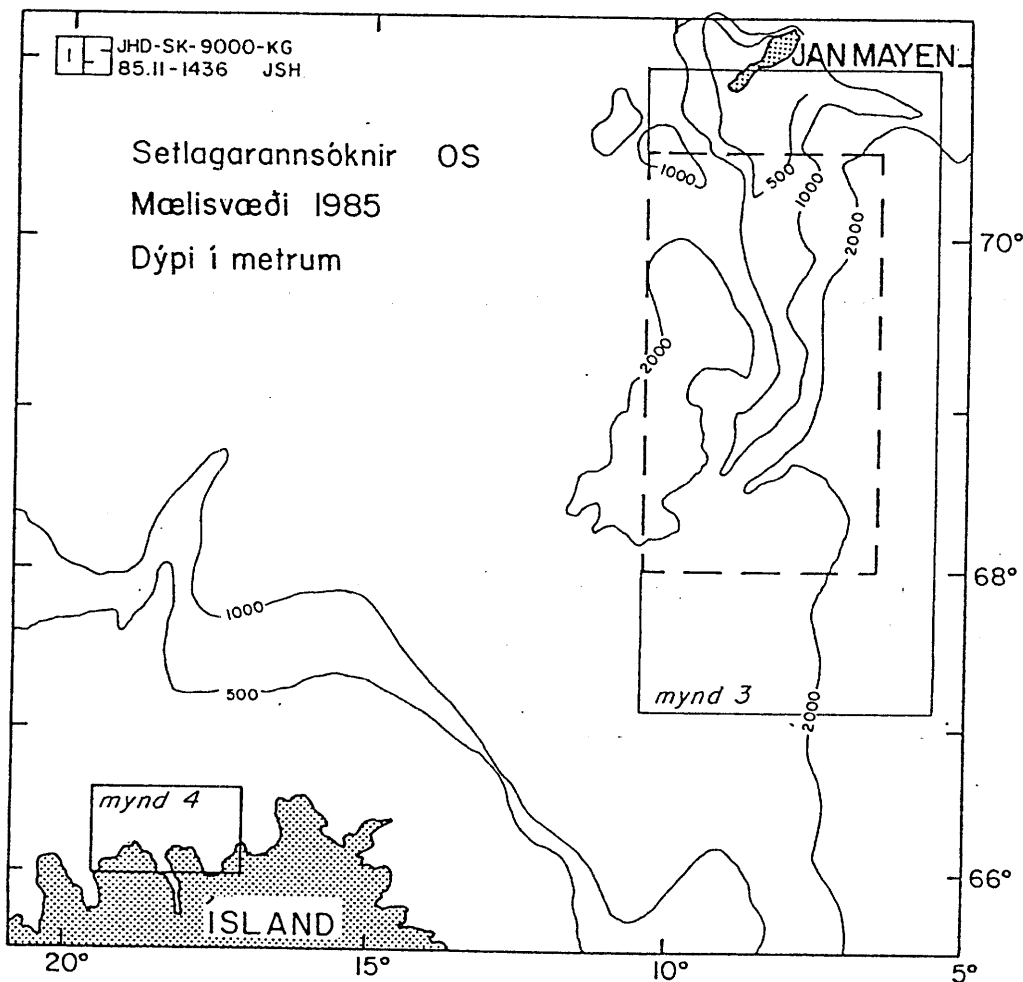 JHD-SK-9000-KG
85.11-1436 JSH
JAN MAYEN
Setlagarannsóknir OS
Mælisvæði 1985
Dýpi í metrum
1000
500
1000
2000
70°
2000
68°
1000
500
mynd 3
2000
mynd 4
66°
ÍSLAND
20°
15°
10°
5°